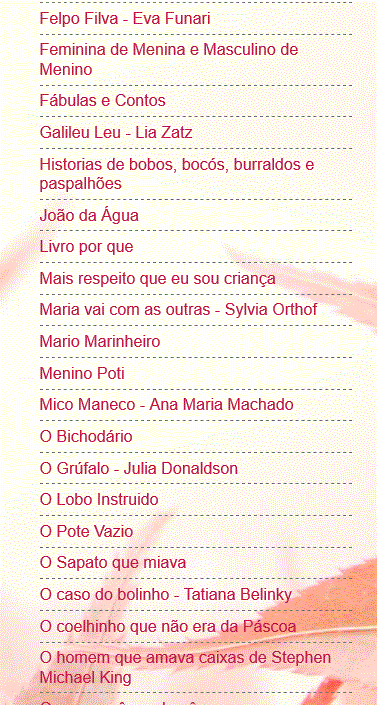 Felpo Filva - Eva Funari
Feminina de Menina e Masculino de
Menino
Fábulas e Contos
Galileu Leu - Lia Zatz
Historias de bobos, bocós, burraldos e
paspalhões
João da Água
Livro por que
Mais respeito que eu sou criança
Maria vai com as outras - Sylvia Orthof
Mario Marinheiro
Menino Poti
Mico Maneco - Ana Maria Machado
O Bichodário
O Grúfalo - Julia Donaldson
O Lobo Instruido
O Pote Vazio
O Sapato que miava
O caso do bolinho - Tatiana Belinky
O coelhinho que não era da Páscoa
O homem que amava caixas de Stephen
Michael King